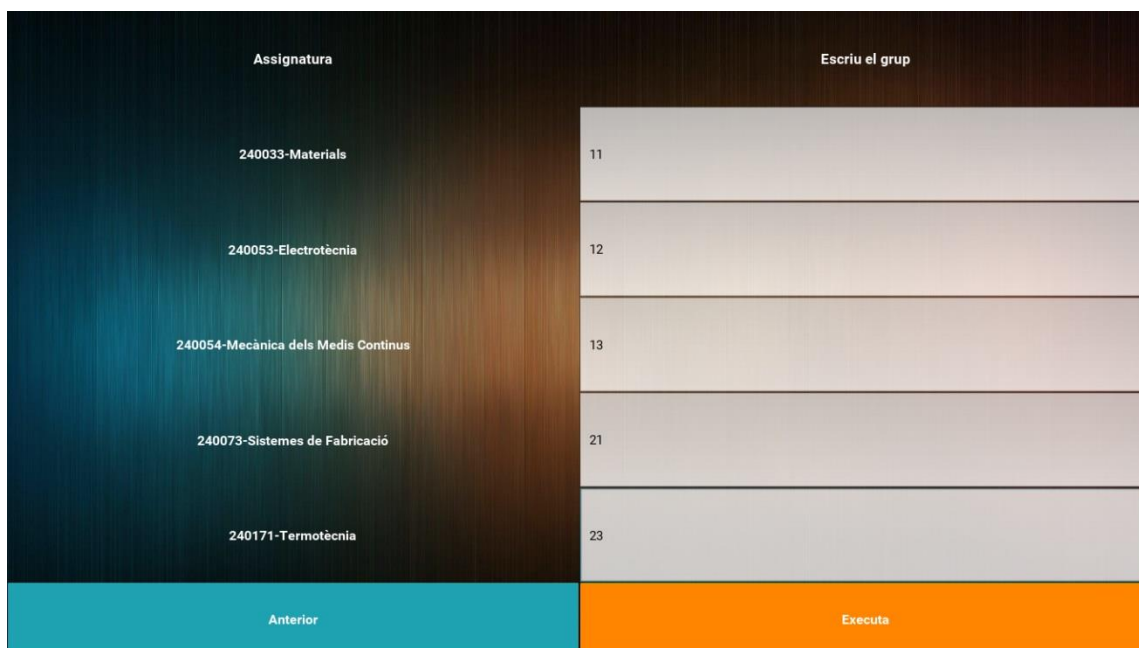 Assignatura Escriu el grup
240033-Materials 11
240053-Electrotècnia 12
240054-Mecànica dels Medis Continus 13
240073-Sistemes de Fabricació 21
240171-Termotècnia 23
Anterior Executa